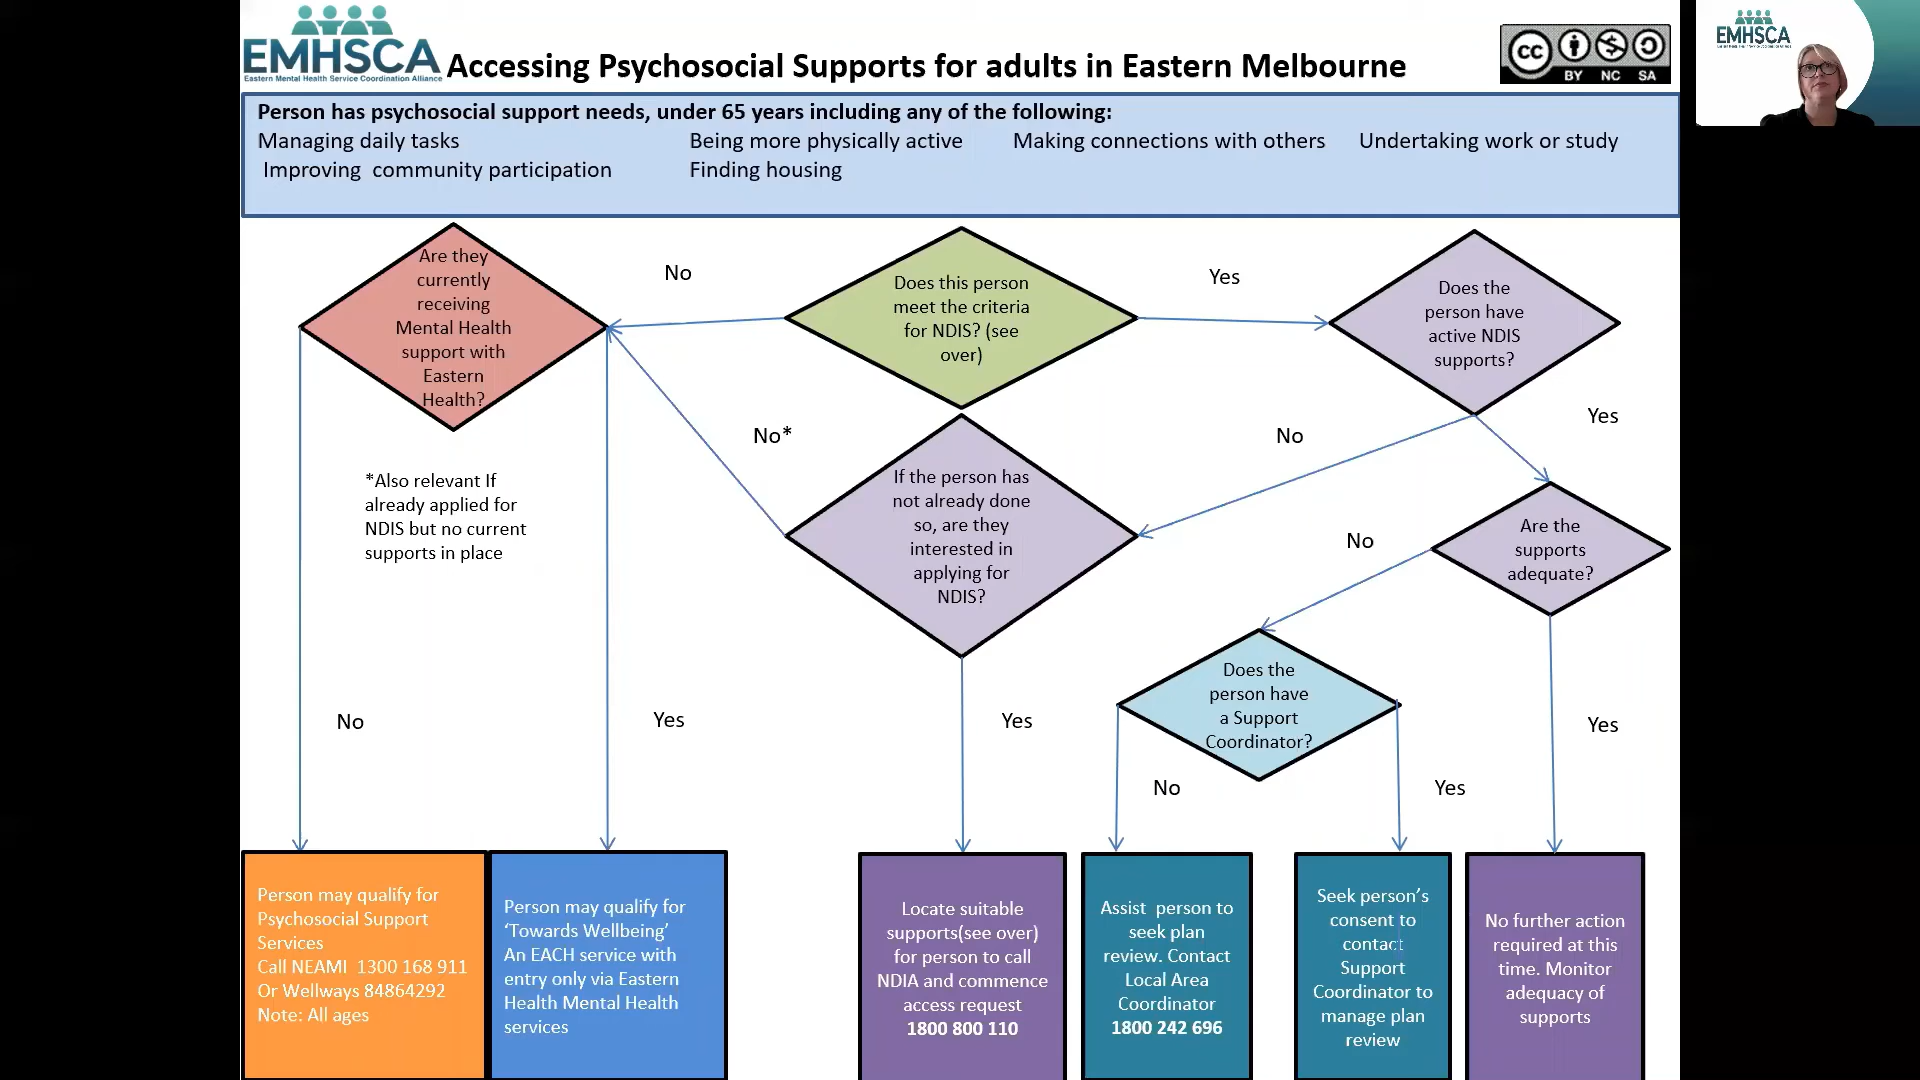 EMHSCA
Eastern Mental Health Service Coordination Alliance
Accessing Psychosocial Supports for adults in Eastern Melbourne
CC BY NC SA
EMHSCA
Person has psychosocial support needs, under 65 years including any of the following:
Managing daily tasks Being more physically active Making connections with others Undertaking work or study
Improving community participation Finding housing
Are they
currently
receiving
Mental Health
support with
Eastern
Health?
No
Does this person
meet the criteria
for NDIS? (see
over)
Yes
Does the
person have
active NDIS
supports?
*Also relevant If
already applied for
NDIS but no current
supports in place
No*
If the person has
not already done
so, are they
interested in
applying for
NDIS?
No
Yes
Are the
supports
adequate?
No
Does the
person have
a Support
Coordinator?
No
Yes
Yes
No
Yes
Yes
Person may qualify for
Psychosocial Support
Services
Call NEAMI 1300 168 911
Or Wellways 84864292
Note: All ages
Person may qualify for
‘Towards Wellbeing’
An EACH service with
entry only via Eastern
Health Mental Health
services
Locate suitable
supports(see over)
for person to call
NDIA and commence
access request
1800 800 110
Assist person to
seek plan
review. Contact
Local Area
Coordinator
1800 242 696
Seek person’s
consent to
contact
Support
Coordinator to
manage plan
review
No further action
required at this
time. Monitor
adequacy of
supports